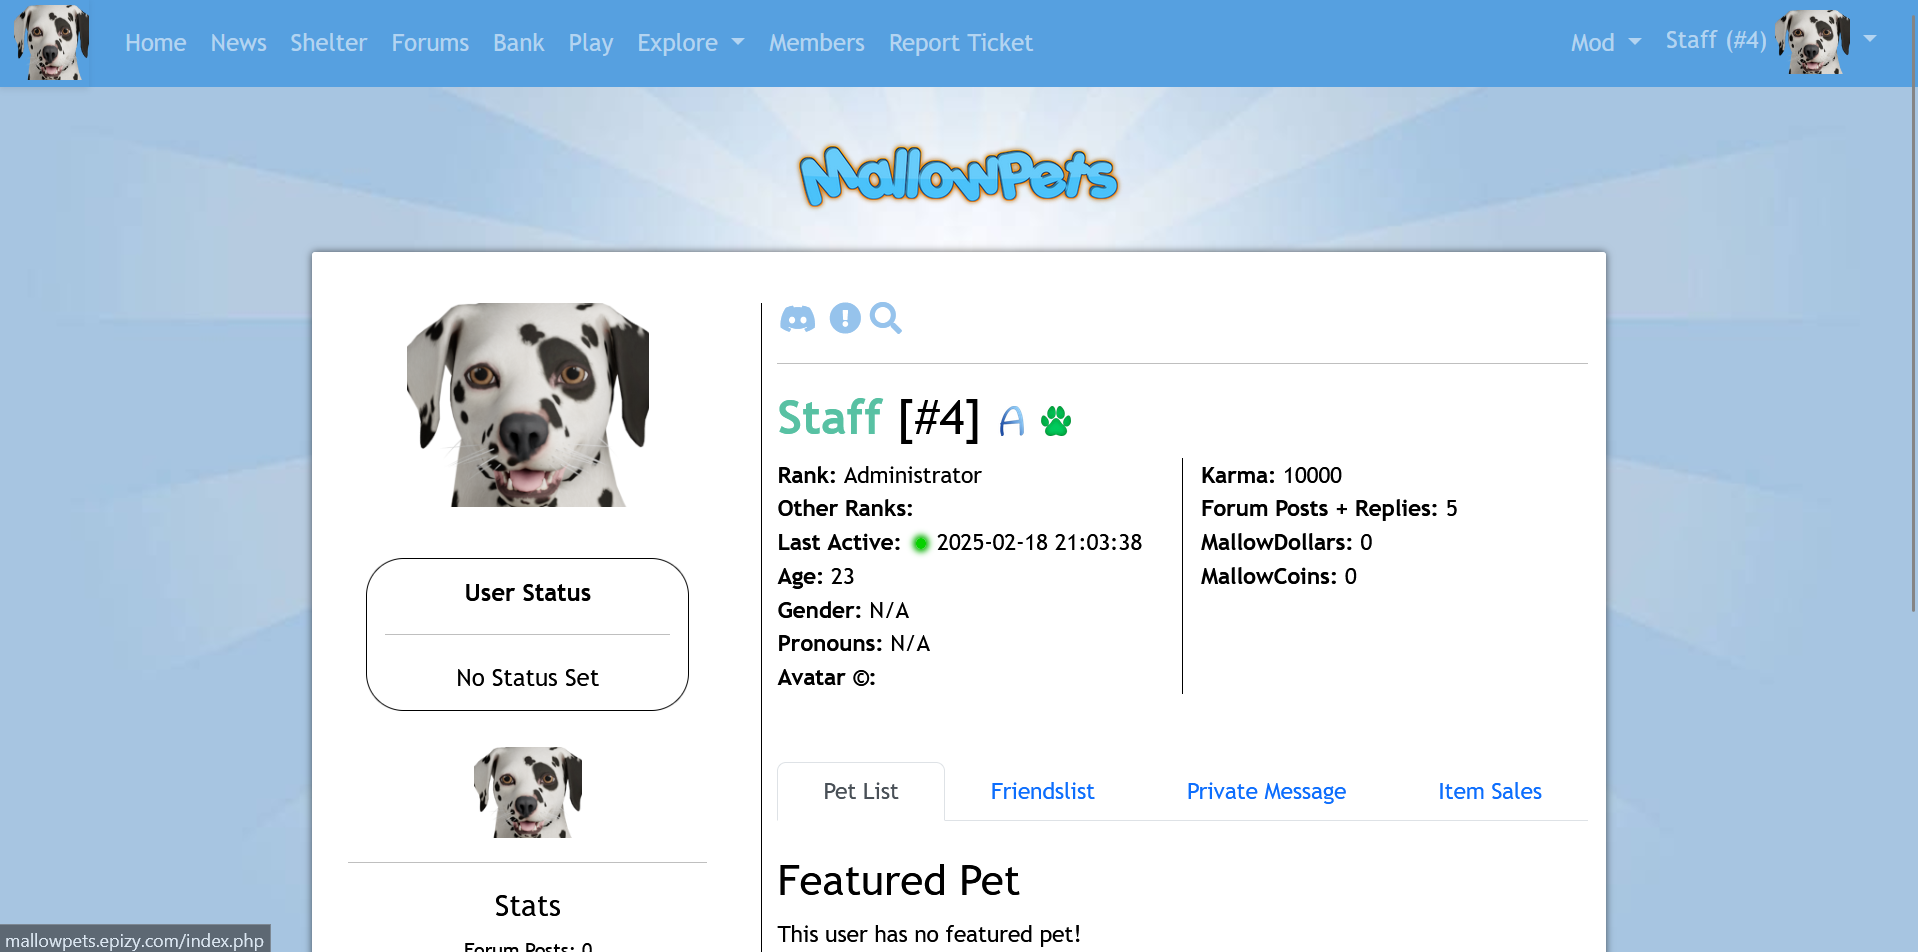 Home News Shelter Forums Bank Play Explore Members Report Ticket Mod Staff (#4)
MallowPets
Staff [#4] A
Rank: Administrator
Other Ranks:
Last Active: 2025-02-18 21:03:38
Age: 23
Gender: N/A
Pronouns: N/A
Avatar ©:
Karma: 10000
Forum Posts + Replies: 5
MallowDollars: 0
MallowCoins: 0
User Status
No Status Set
Pet List Friendslist Private Message Item Sales
Featured Pet
This user has no featured pet!
Stats
Forum Posts: 0
mallowpets.epizy.com/index.php